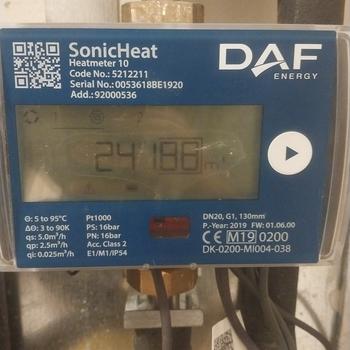 SonicHeat
Heatmeter 10
Code No.: 5212211
Serial No.: 0053618BE1920
Add.: 92000536
DAF
ENERGY
24186 m³
Θ: 5 to 95°C
ΔΘ: 3 to 90K
qs: 5.0m³/h
qp: 2.5m³/h
qi: 0.025m³/h
Pt1000
PS: 16bar
PN: 16bar
Acc. Class 2
E1/M1/IP54
DN20, G1, 130mm
P.-Year: 2019 FW: 01.06.00
CE M19 0200
DK-0200-MI004-038